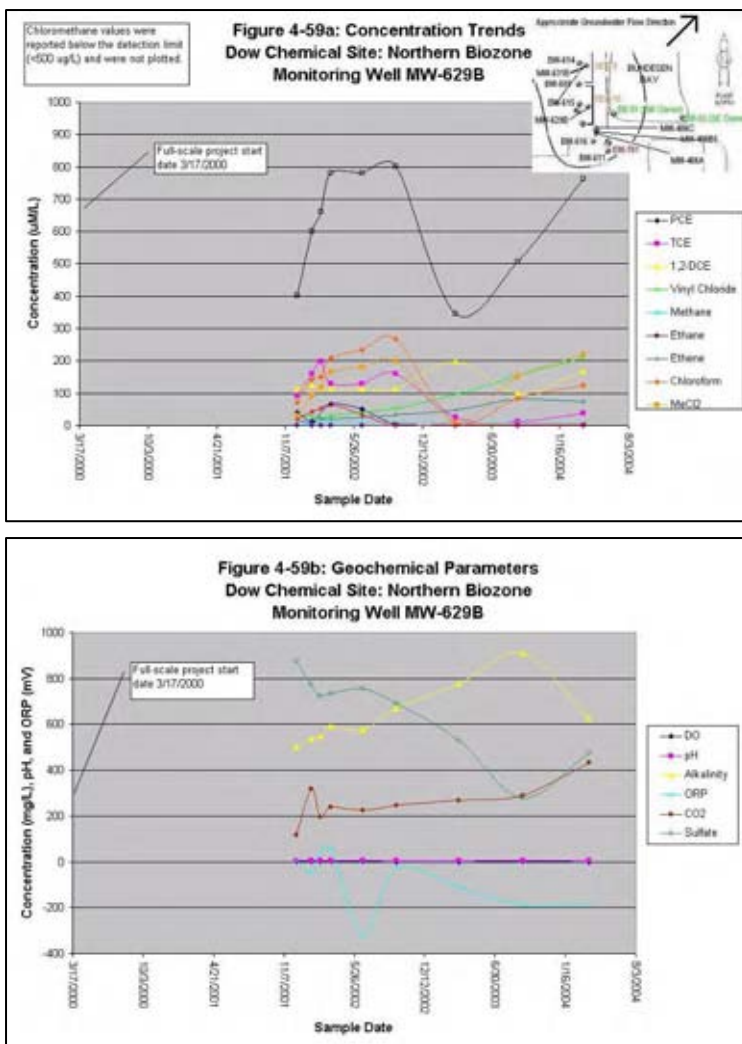 Chloromethane values were
reported below the detection limit
(<500 ug/L) and were not plotted.
Figure 4-59a: Concentration Trends
Dow Chemical Site: Northern Biozone
Monitoring Well MW-629B
Approximate Groundwater Flow Direction
BUNDESEN
BAY
Full-scale project start
date 3/17/2000
Concentration (uM/L)
1000
800
600
400
200
100
0
3/17/2000
10/3/2000
4/21/2001
11/7/2001
5/26/2002
12/12/2002
6/30/2003
1/16/2004
8/3/2004
Sample Date
PCE
TCE
1,2-DCE
Vinyl Chloride
Methane
Ethane
Ethene
Chloroform
MeCl2
Figure 4-59b: Geochemical Parameters
Dow Chemical Site: Northern Biozone
Monitoring Well MW-629B
Full-scale project start
date 3/17/2000
Concentration (mg/L), pH, and ORP (mV)
1000
800
600
400
200
0
-200
-400
3/17/2000
10/3/2000
4/21/2001
11/7/2001
5/26/2002
12/12/2002
6/30/2003
1/16/2004
8/3/2004
Sample Date
DO
pH
Alkalinity
ORP
CO2
Sulfate